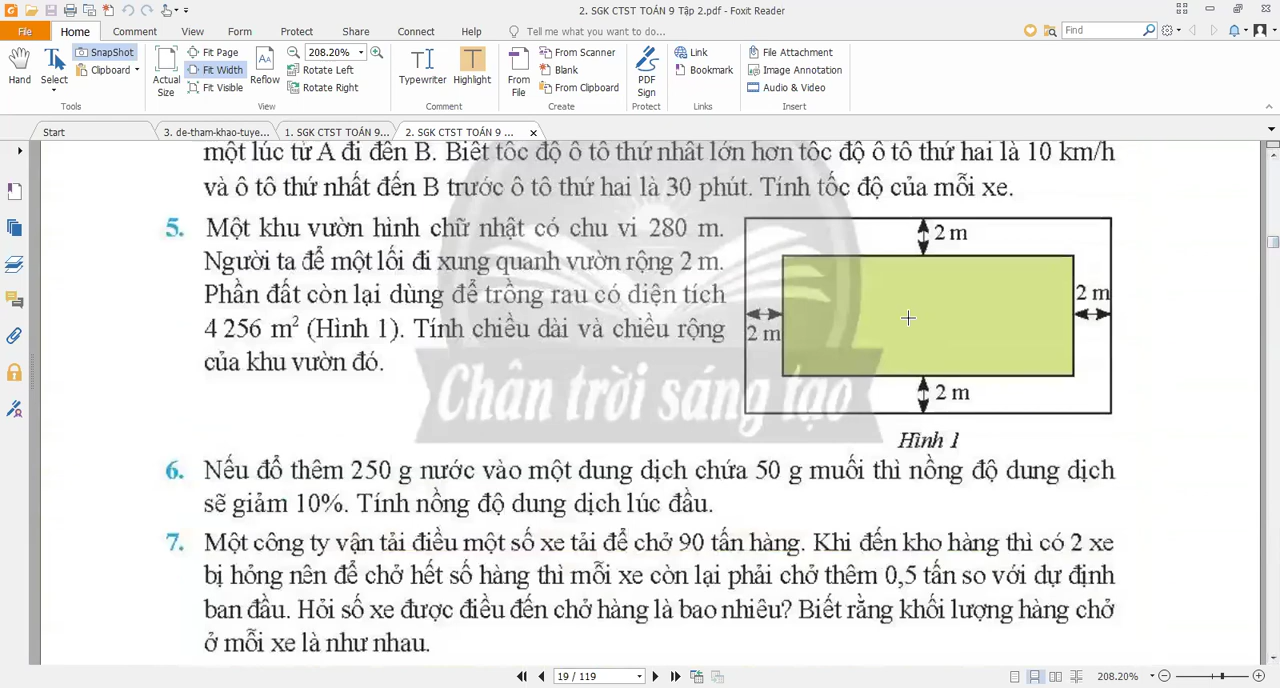 2. SGK CTST TOÁN 9 Tập 2.pdf - Foxit Reader
File Home Comment View Form Protect Share Connect Help Tell me what you want to do... Find
SnapShot Fit Page 208.20% From Scanner Link File Attachment
Clipboard Fit Width Rotate Left Blank Bookmark Image Annotation
Hand Select Actual Size Fit Visible Reflow Rotate Right Typewriter Highlight From File From Clipboard PDF Sign Audio & Video
Tools View Comment Create Protect Links Insert
Start 3. de-tham-khao-tuye... 1. SGK CTST TOÁN 9... 2. SGK CTST TOÁN 9 ...
một lúc từ A đi đến B. Biết tốc độ ô tô thứ nhất lớn hơn tốc độ ô tô thứ hai là 10 km/h
và ô tô thứ nhất đến B trước ô tô thứ hai là 30 phút. Tính tốc độ của mỗi xe.
5. Một khu vườn hình chữ nhật có chu vi 280 m.
Người ta để một lối đi xung quanh vườn rộng 2 m.
Phần đất còn lại dùng để trồng rau có diện tích
4 256 m² (Hình 1). Tính chiều dài và chiều rộng
của khu vườn đó.
2 m
2 m
2 m
2 m
Hình 1
Chân trời sáng tạo
6. Nếu đổ thêm 250 g nước vào một dung dịch chứa 50 g muối thì nồng độ dung dịch
sẽ giảm 10%. Tính nồng độ dung dịch lúc đầu.
7. Một công ty vận tải điều một số xe tải để chở 90 tấn hàng. Khi đến kho hàng thì có 2 xe
bị hỏng nên để chở hết số hàng thì mỗi xe còn lại phải chở thêm 0,5 tấn so với dự định
ban đầu. Hỏi số xe được điều đến chở hàng là bao nhiêu? Biết rằng khối lượng hàng chở
ở mỗi xe là như nhau.
19 / 119 208.20%